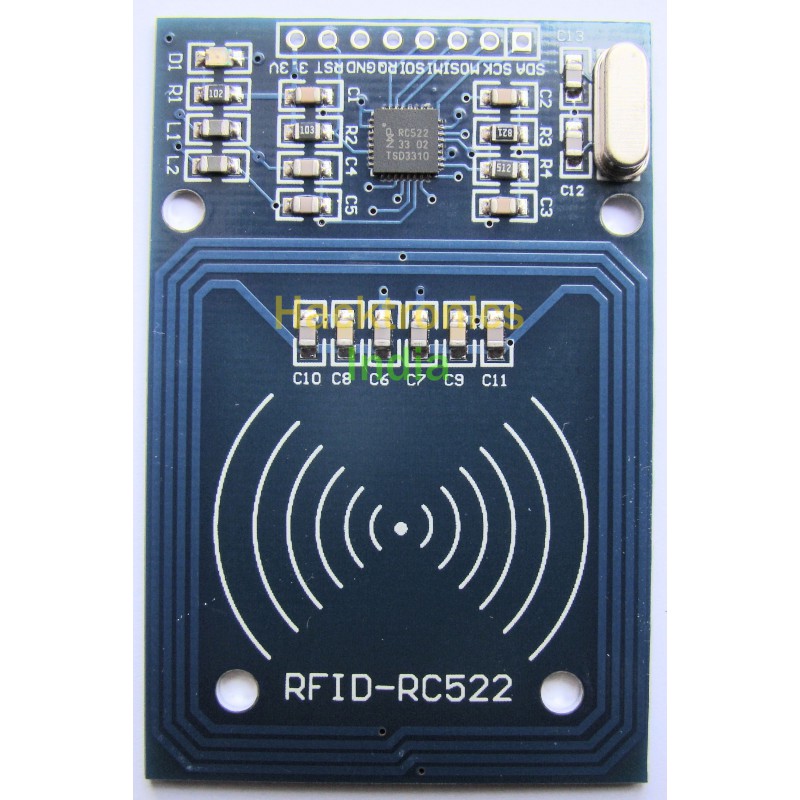 C13
D1
SDA SCK MOSI MISO IRQ GND RST 3.3V
R1
102
C1
C2
L1
103
R2
RC522
33 02
TSD3310
821
R3
L2
C4
512
R4
C5
C3
C12
Hacktronics
India
C10 C8 C6 C7 C9 C11
RFID-RC522